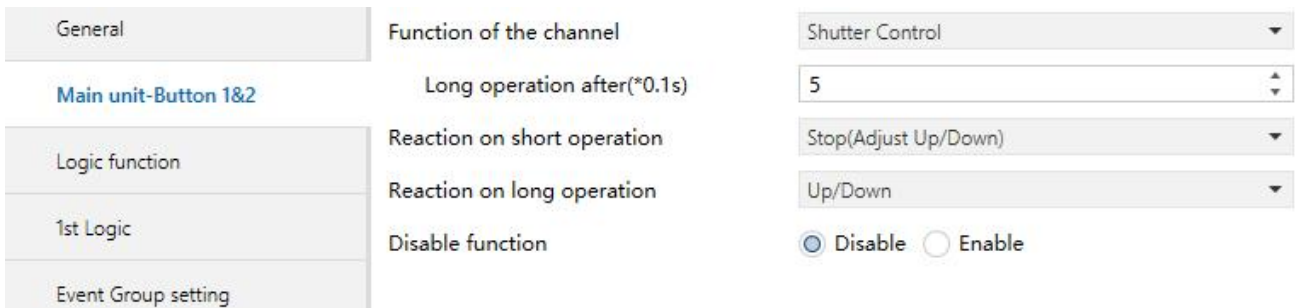 General
Main unit-Button 1&2
Logic function
1st Logic
Event Group setting
Function of the channel Shutter Control
Long operation after(*0.1s) 5
Reaction on short operation Stop(Adjust Up/Down)
Reaction on long operation Up/Down
Disable function Disable Enable